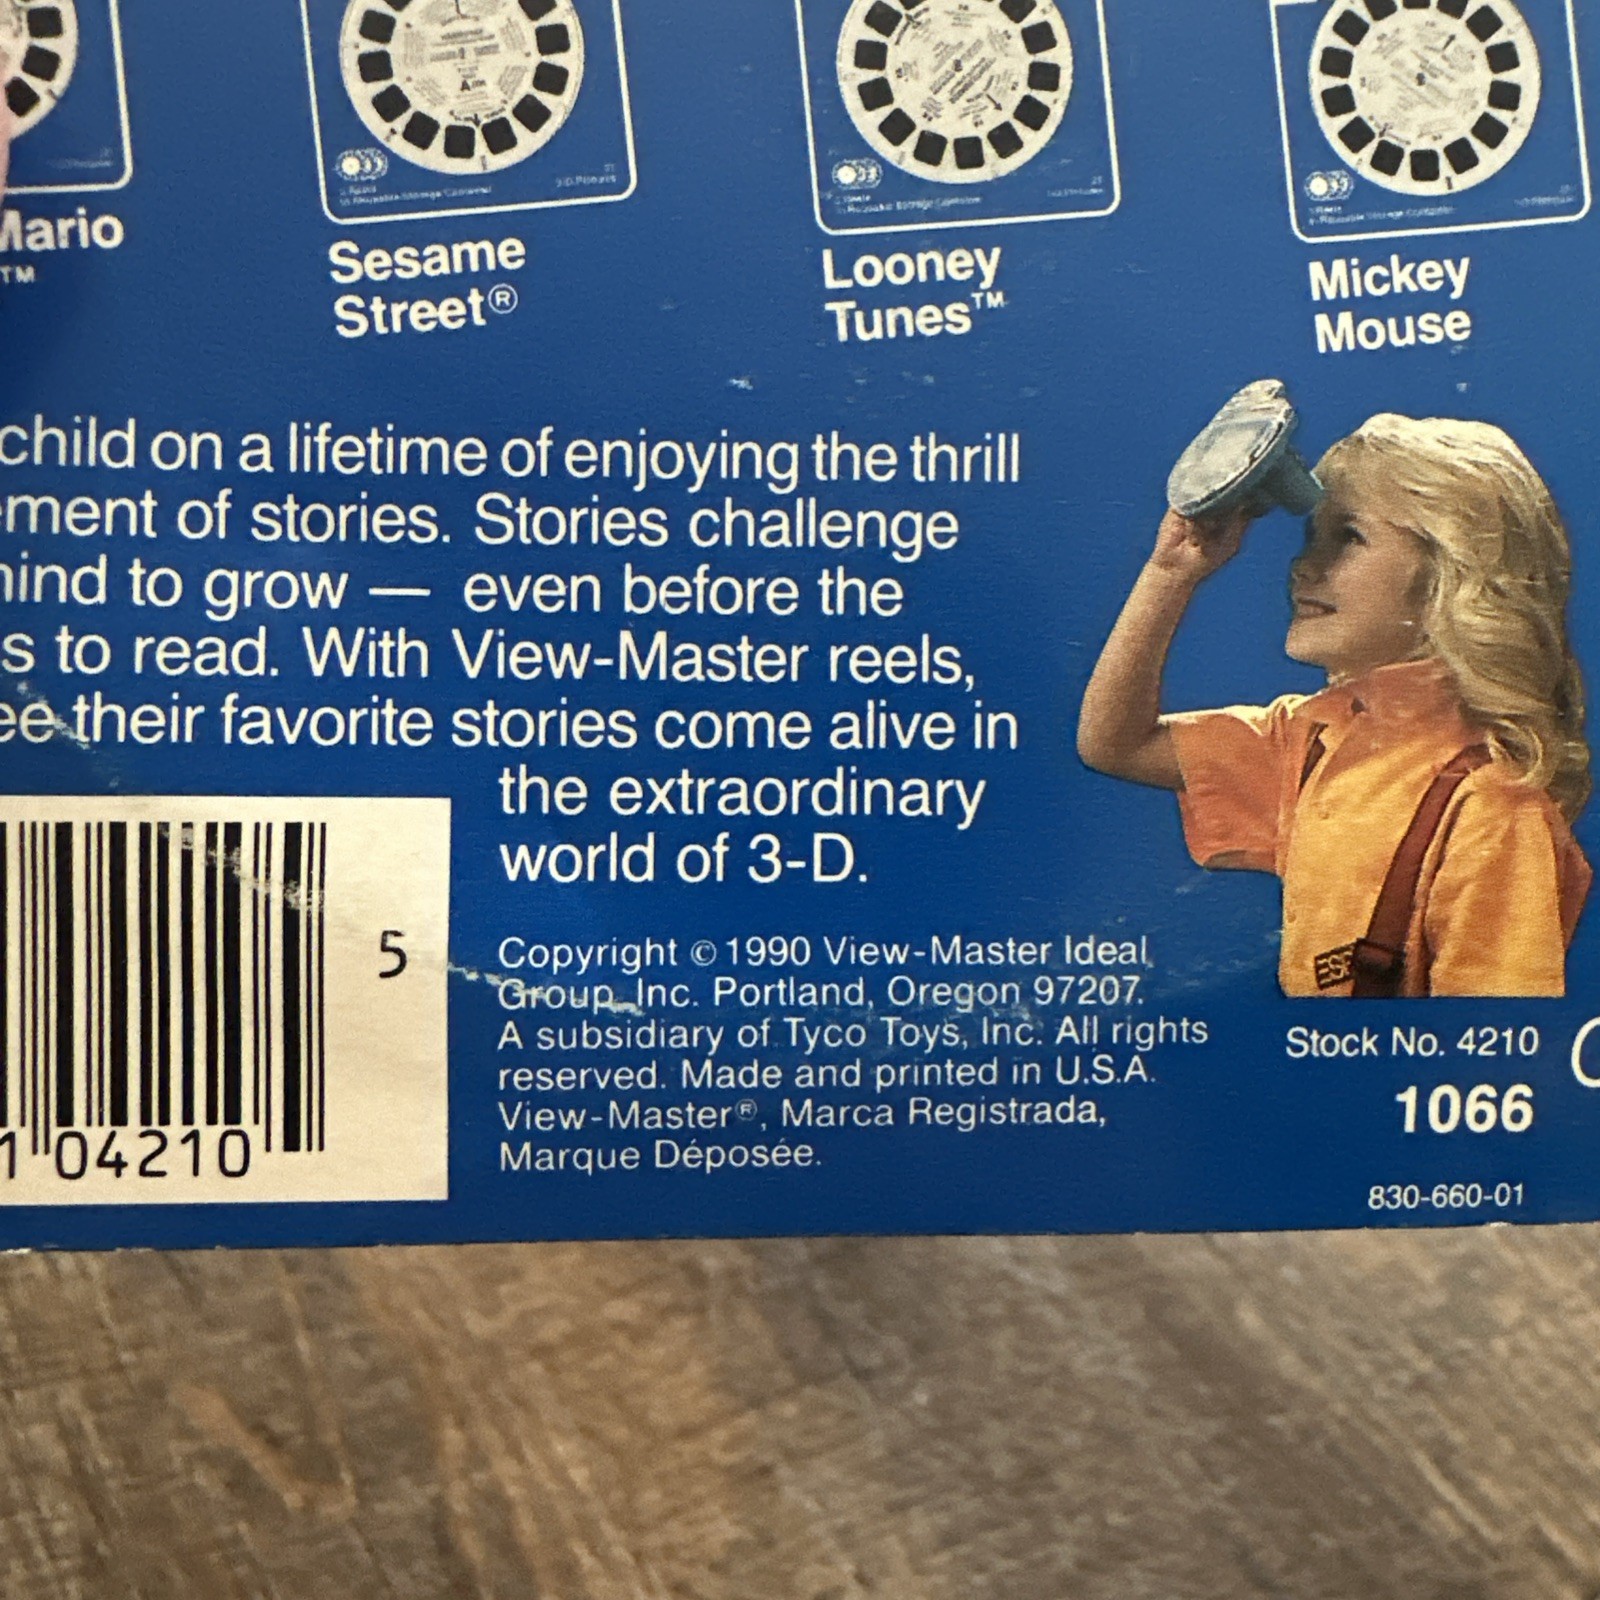 Mario
TM
Sesame
Street®
Looney
Tunes™
Mickey
Mouse
child on a lifetime of enjoying the thrill
ment of stories. Stories challenge
ind to grow — even before the
s to read. With View-Master reels,
ee their favorite stories come alive in
the extraordinary
world of 3-D.
5
1 04210
Copyright © 1990 View-Master Ideal
Group, Inc. Portland, Oregon 97207.
A subsidiary of Tyco Toys, Inc. All rights
reserved. Made and printed in U.S.A.
View-Master®, Marca Registrada,
Marque Déposée.
Stock No. 4210
1066
830-660-01